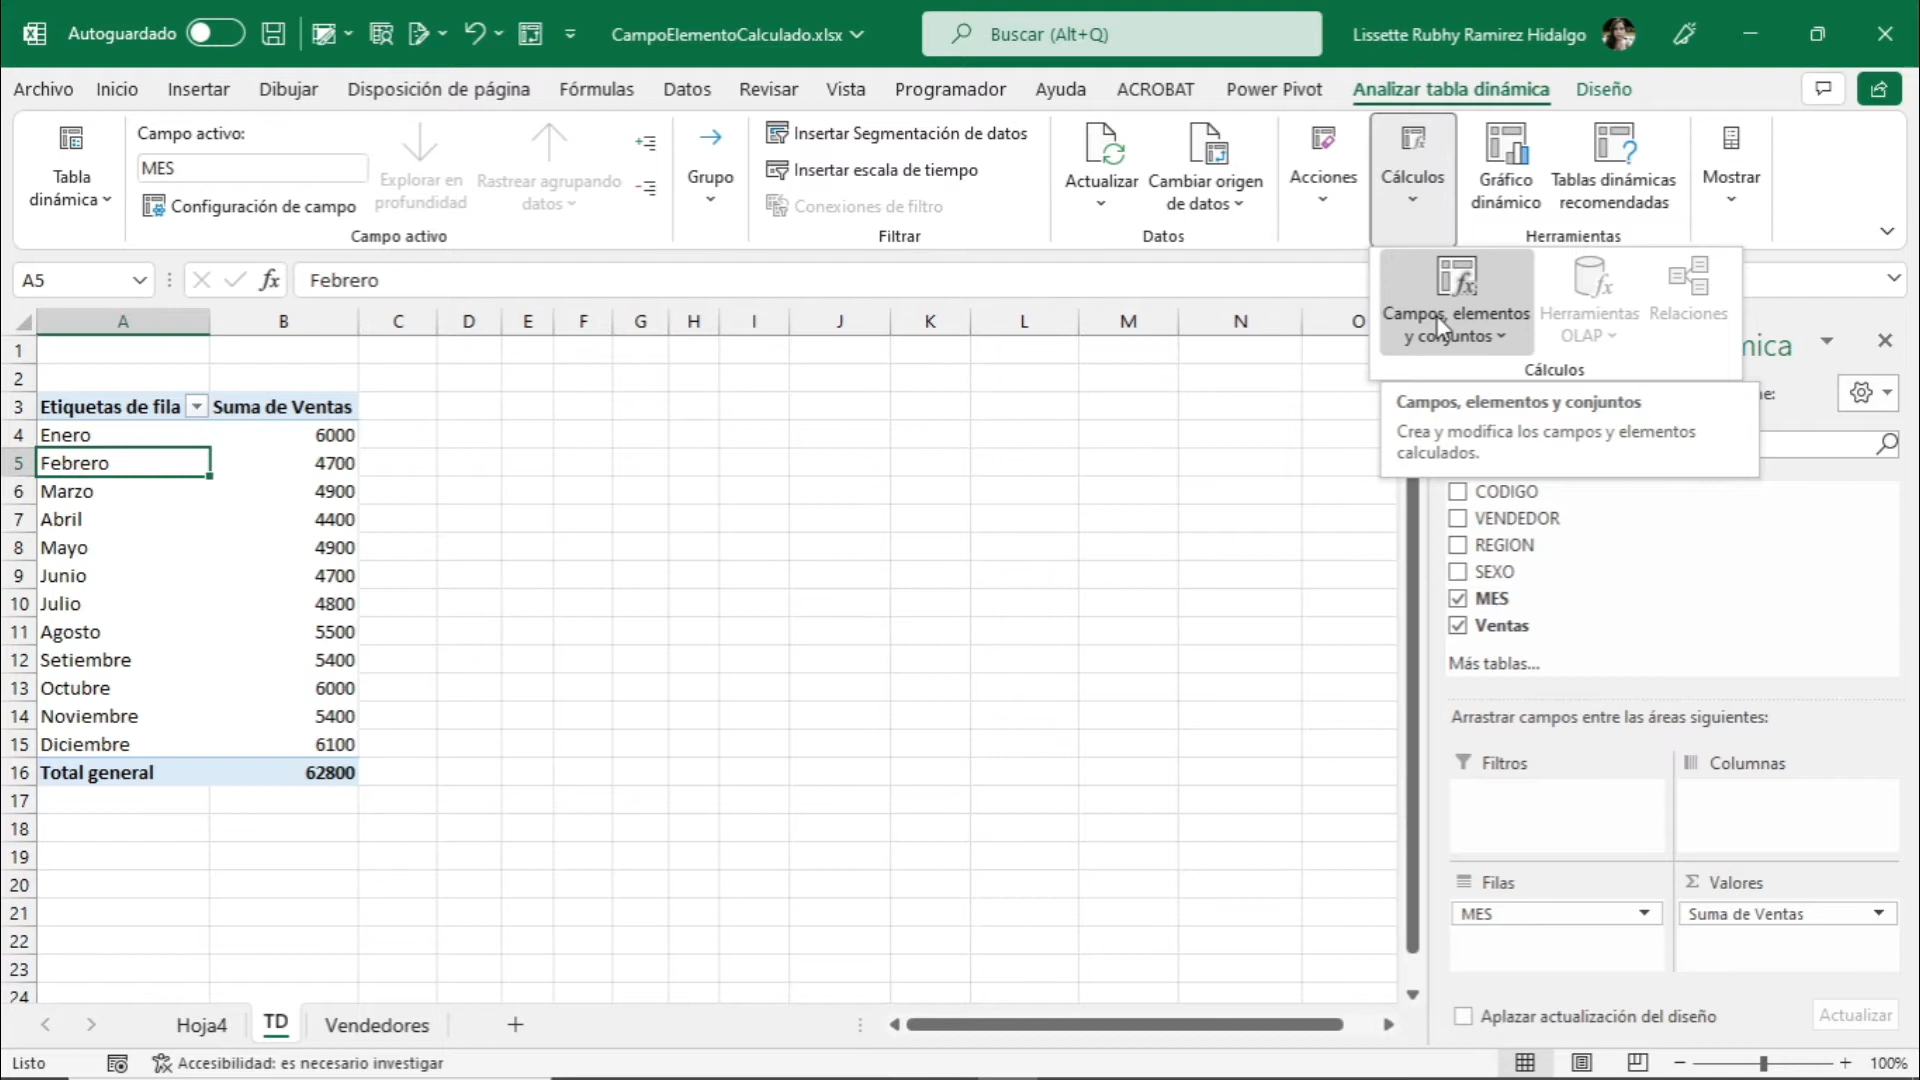 Autoguardado
CampoElementoCalculado.xlsx
Buscar (Alt+Q)
Lissette Rubhy Ramirez Hidalgo
Archivo
Inicio
Insertar
Dibujar
Disposición de página
Fórmulas
Datos
Revisar
Vista
Programador
Ayuda
ACROBAT
Power Pivot
Analizar tabla dinámica
Diseño
Tabla
dinámica
Campo activo:
MES
Configuración de campo
Explorar en
profundidad
Rastrear agrupando
datos
Campo activo
Grupo
Insertar Segmentación de datos
Insertar escala de tiempo
Conexiones de filtro
Filtrar
Actualizar
Cambiar origen
de datos
Datos
Acciones
Cálculos
Gráfico
dinámico
Tablas dinámicas
recomendadas
Herramientas
Mostrar
A5
fx
Febrero
Campos, elementos
y conjuntos
Herramientas
OLAP
Relaciones
Cálculos
Campos, elementos y conjuntos
Crea y modifica los campos y elementos
calculados.
A B C D E F G H I J K L M N O
1
2
3 Etiquetas de fila Suma de Ventas
4 Enero 6000
5 Febrero 4700
6 Marzo 4900
7 Abril 4400
8 Mayo 4900
9 Junio 4700
10 Julio 4800
11 Agosto 5500
12 Setiembre 5400
13 Octubre 6000
14 Noviembre 5400
15 Diciembre 6100
16 Total general 62800
17
18
19
20
21
22
23
24
mica
ne:
CODIGO
VENDEDOR
REGION
SEXO
MES
Ventas
Más tablas...
Arrastrar campos entre las áreas siguientes:
Filtros
Columnas
Filas
Σ Valores
MES
Suma de Ventas
Aplazar actualización del diseño
Actualizar
Hoja4
TD
Vendedores
Listo
Accesibilidad: es necesario investigar
100%